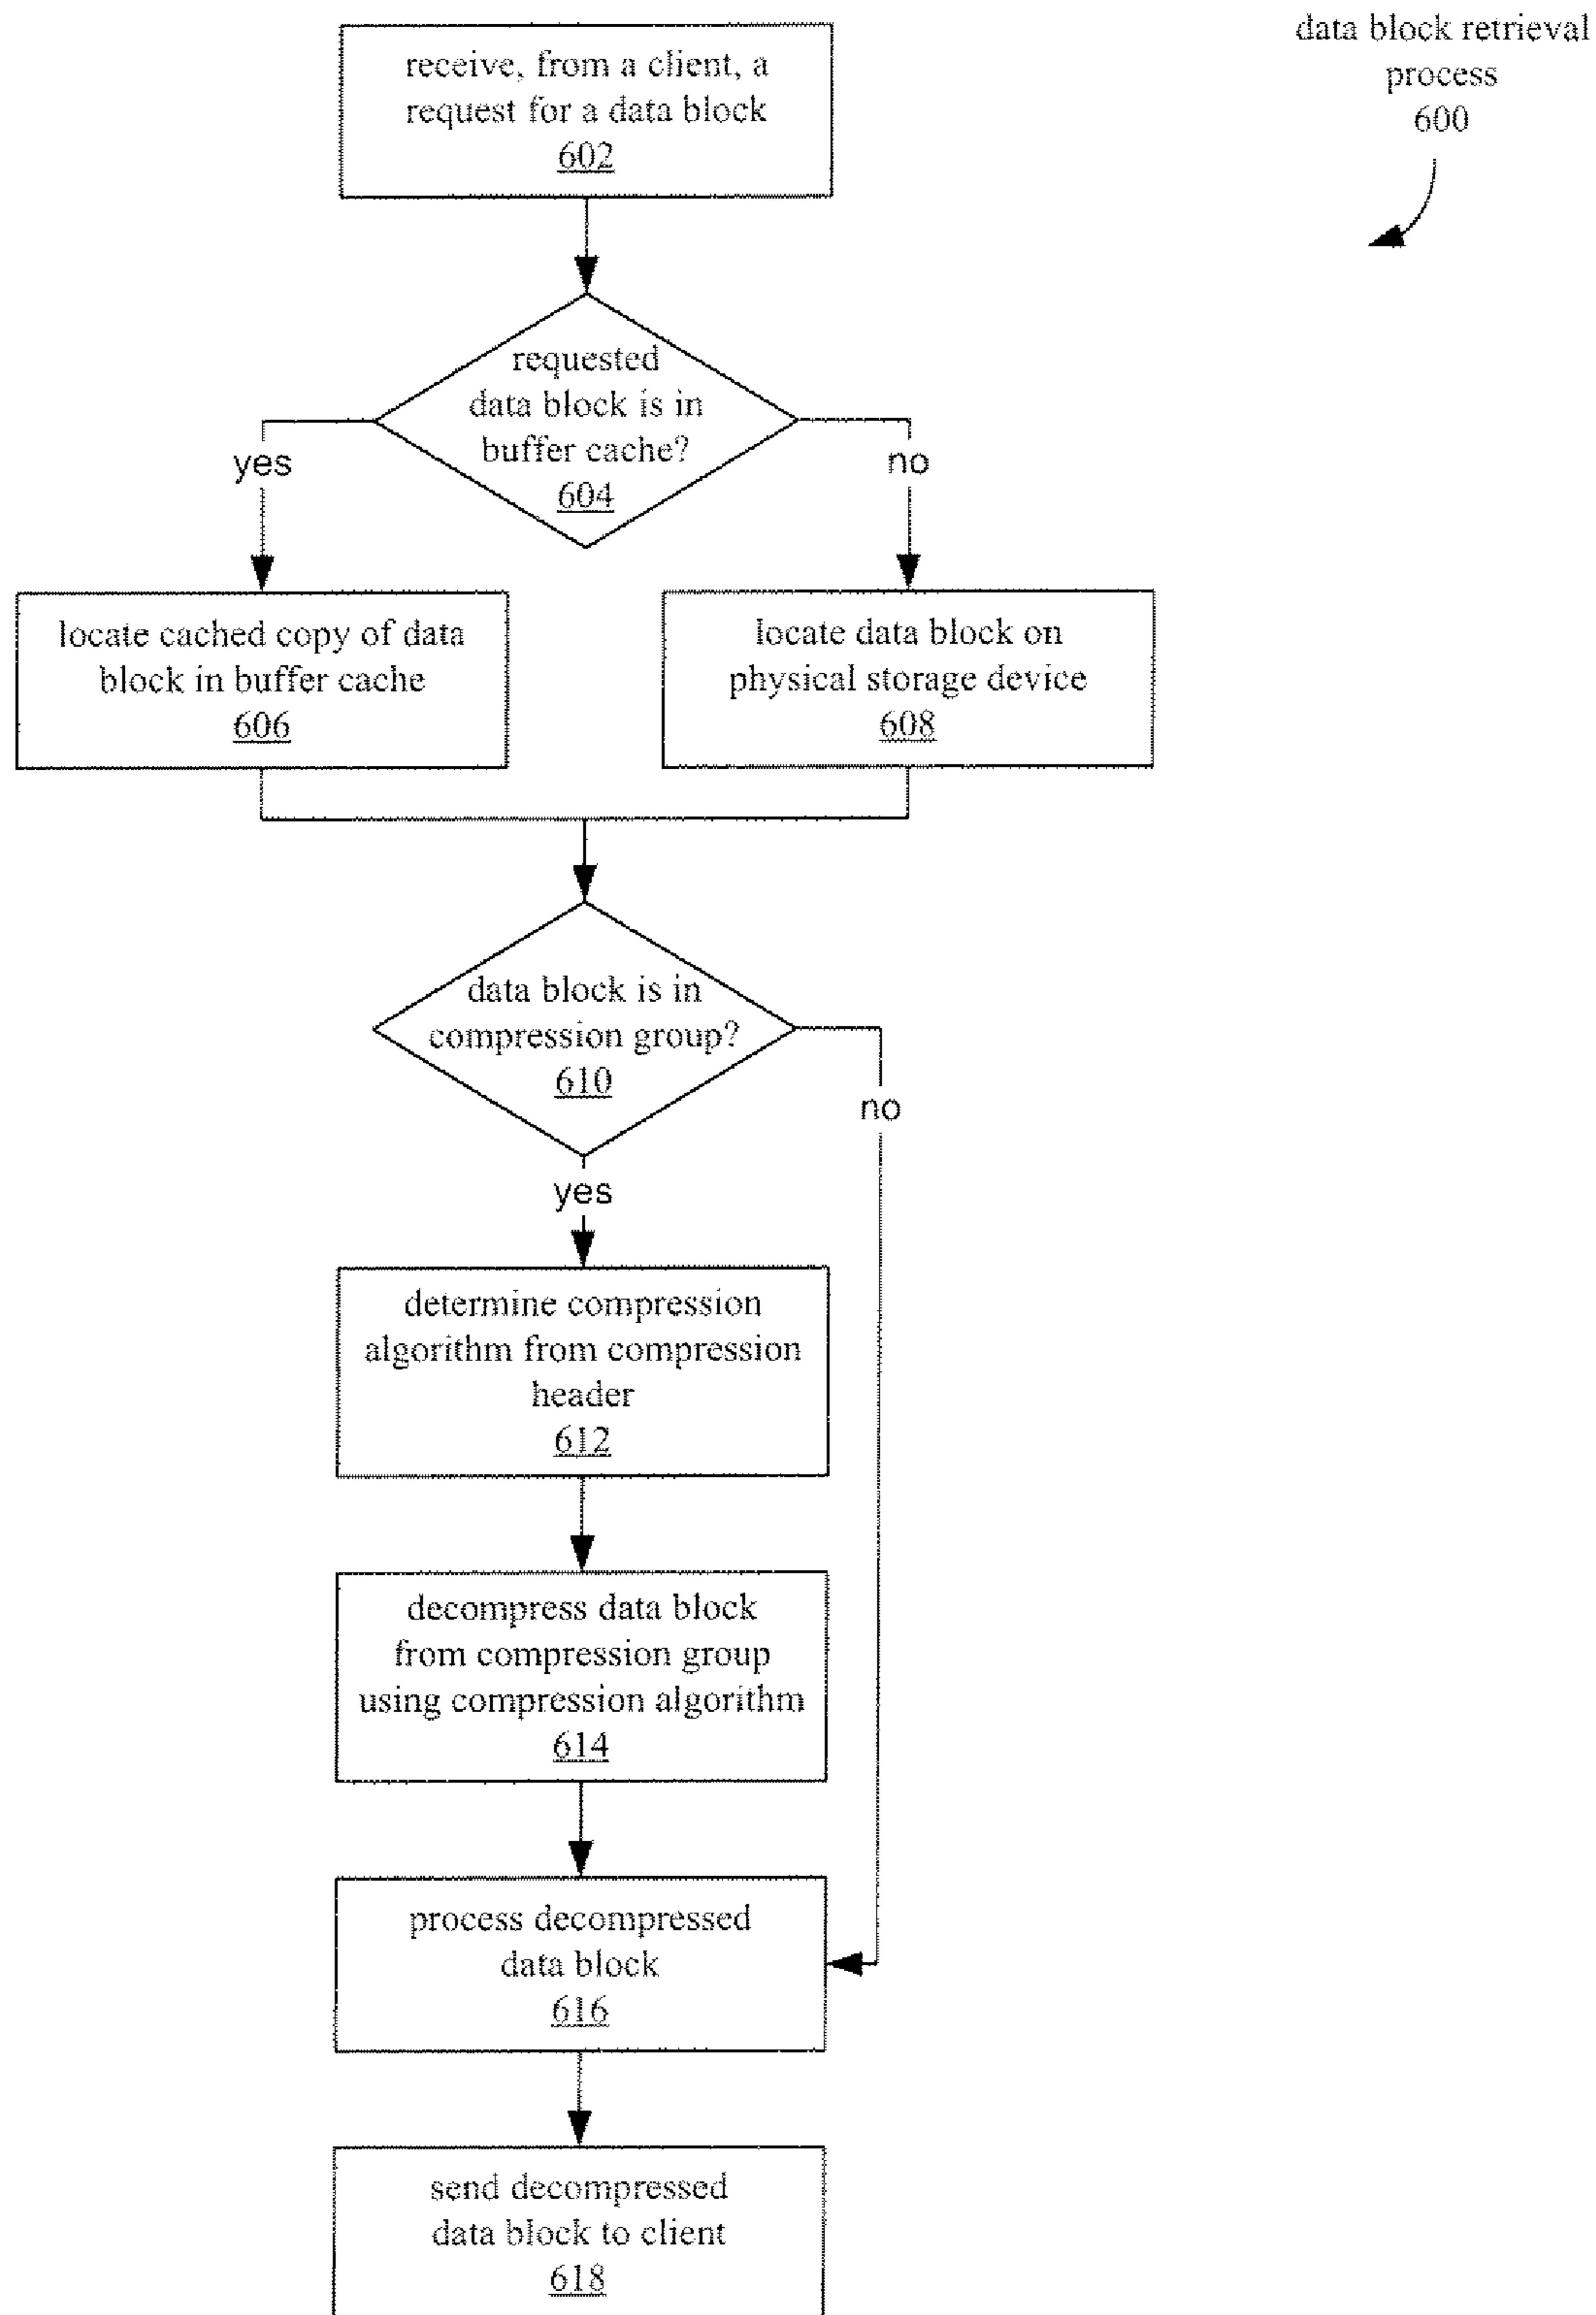 data block retrieval
process
600
receive, from a client, a
request for a data block
602
requested
data block is in
buffer cache?
604
yes
no
locate cached copy of data
block in buffer cache
606
locate data block on
physical storage device
608
data block is in
compression group?
610
no
yes
determine compression
algorithm from compression
header
612
decompress data block
from compression group
using compression algorithm
614
process decompressed
data block
616
send decompressed
data block to client
618